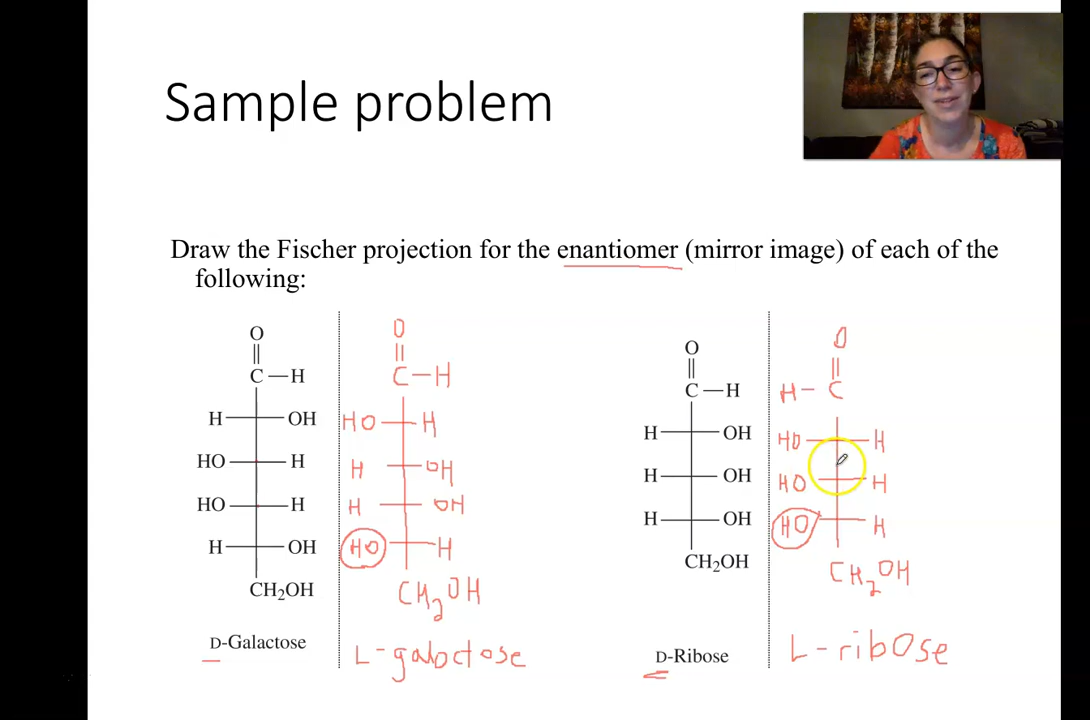 Sample problem
Draw the Fischer projection for the enantiomer (mirror image) of each of the
following:
O
||
C—H
H OH
HO H
HO H
H OH
CH₂OH
D-Galactose
O
||
C-H
HO H
H OH
H OH
HO H
CH₂OH
L-galactose
O
||
C—H
H OH
H OH
H OH
CH₂OH
D-Ribose
O
||
H-C
HO H
HO H
HO H
CH₂OH
L-ribose